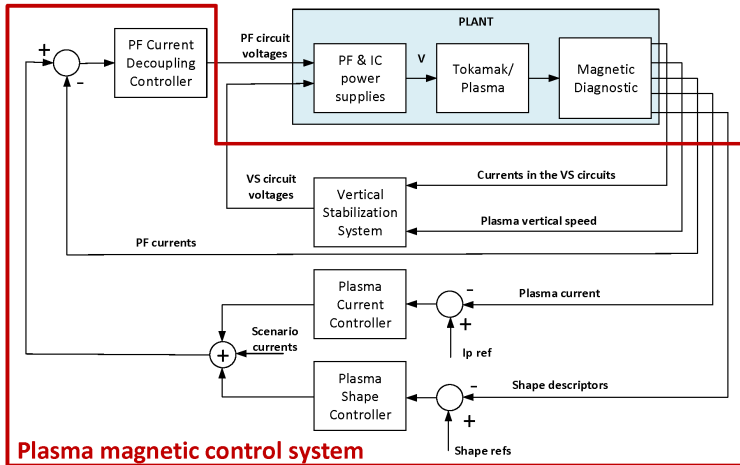 PLANT
+
-
PF Current
Decoupling
Controller
PF circuit
voltages
PF & IC
power
supplies
V
Tokamak/
Plasma
Magnetic
Diagnostic
VS circuit
voltages
Vertical
Stabilization
System
Currents in the VS circuits
Plasma vertical speed
PF currents
Plasma
Current
Controller
-
+
Plasma current
Ip ref
Scenario
currents
+
Plasma
Shape
Controller
-
+
Shape descriptors
Shape refs
Plasma magnetic control system